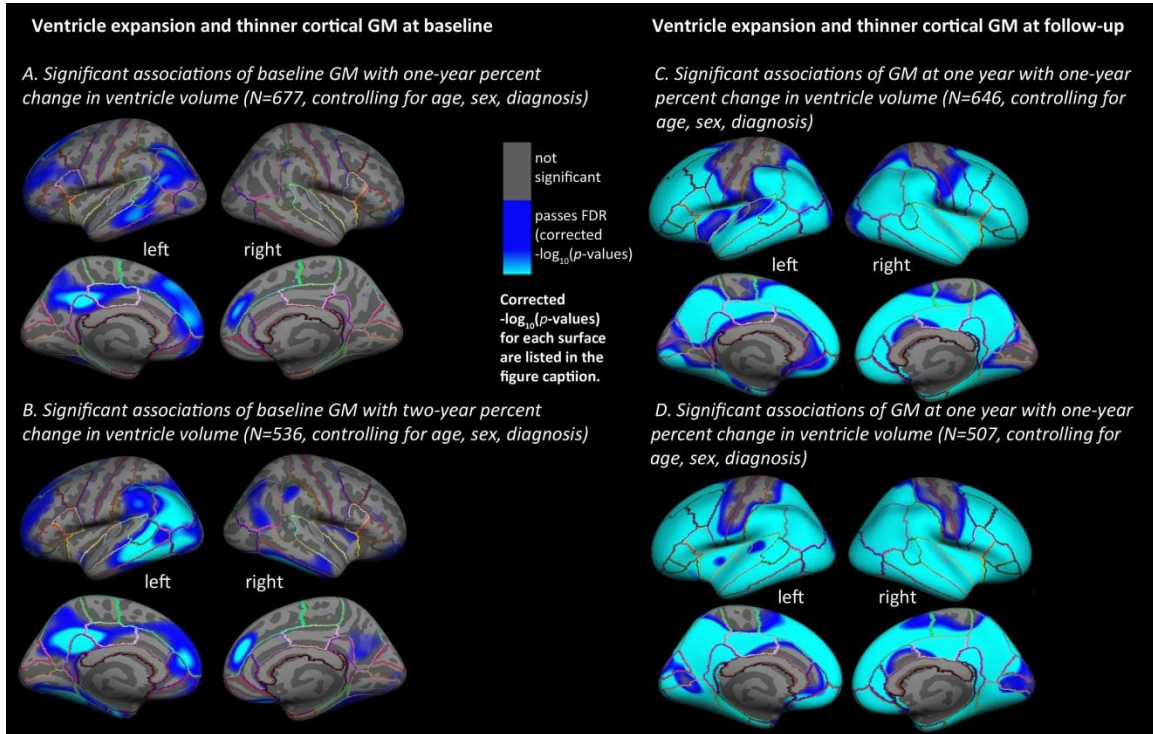 Ventricle expansion and thinner cortical GM at baseline
A. Significant associations of baseline GM with one-year percent
change in ventricle volume (N=677, controlling for age, sex, diagnosis)
left
right
B. Significant associations of baseline GM with two-year percent
change in ventricle volume (N=536, controlling for age, sex, diagnosis)
left
right
not
significant
passes FDR
(corrected
-log10(p-values)
Corrected
-log10(p-values)
for each surface
are listed in the
figure captiion.
Ventricle expansion and thinner cortical GM at follow-up
C. Significant associations of GM at one year with one-year
percent change in ventricle volume (N=646, controlling for
age, sex, diagnosis)
left
right
D. Significant associations of GM at one year with one-year
percent change in ventricle volume (N=507, controlling for
age, sex, diagnosis)
left
right